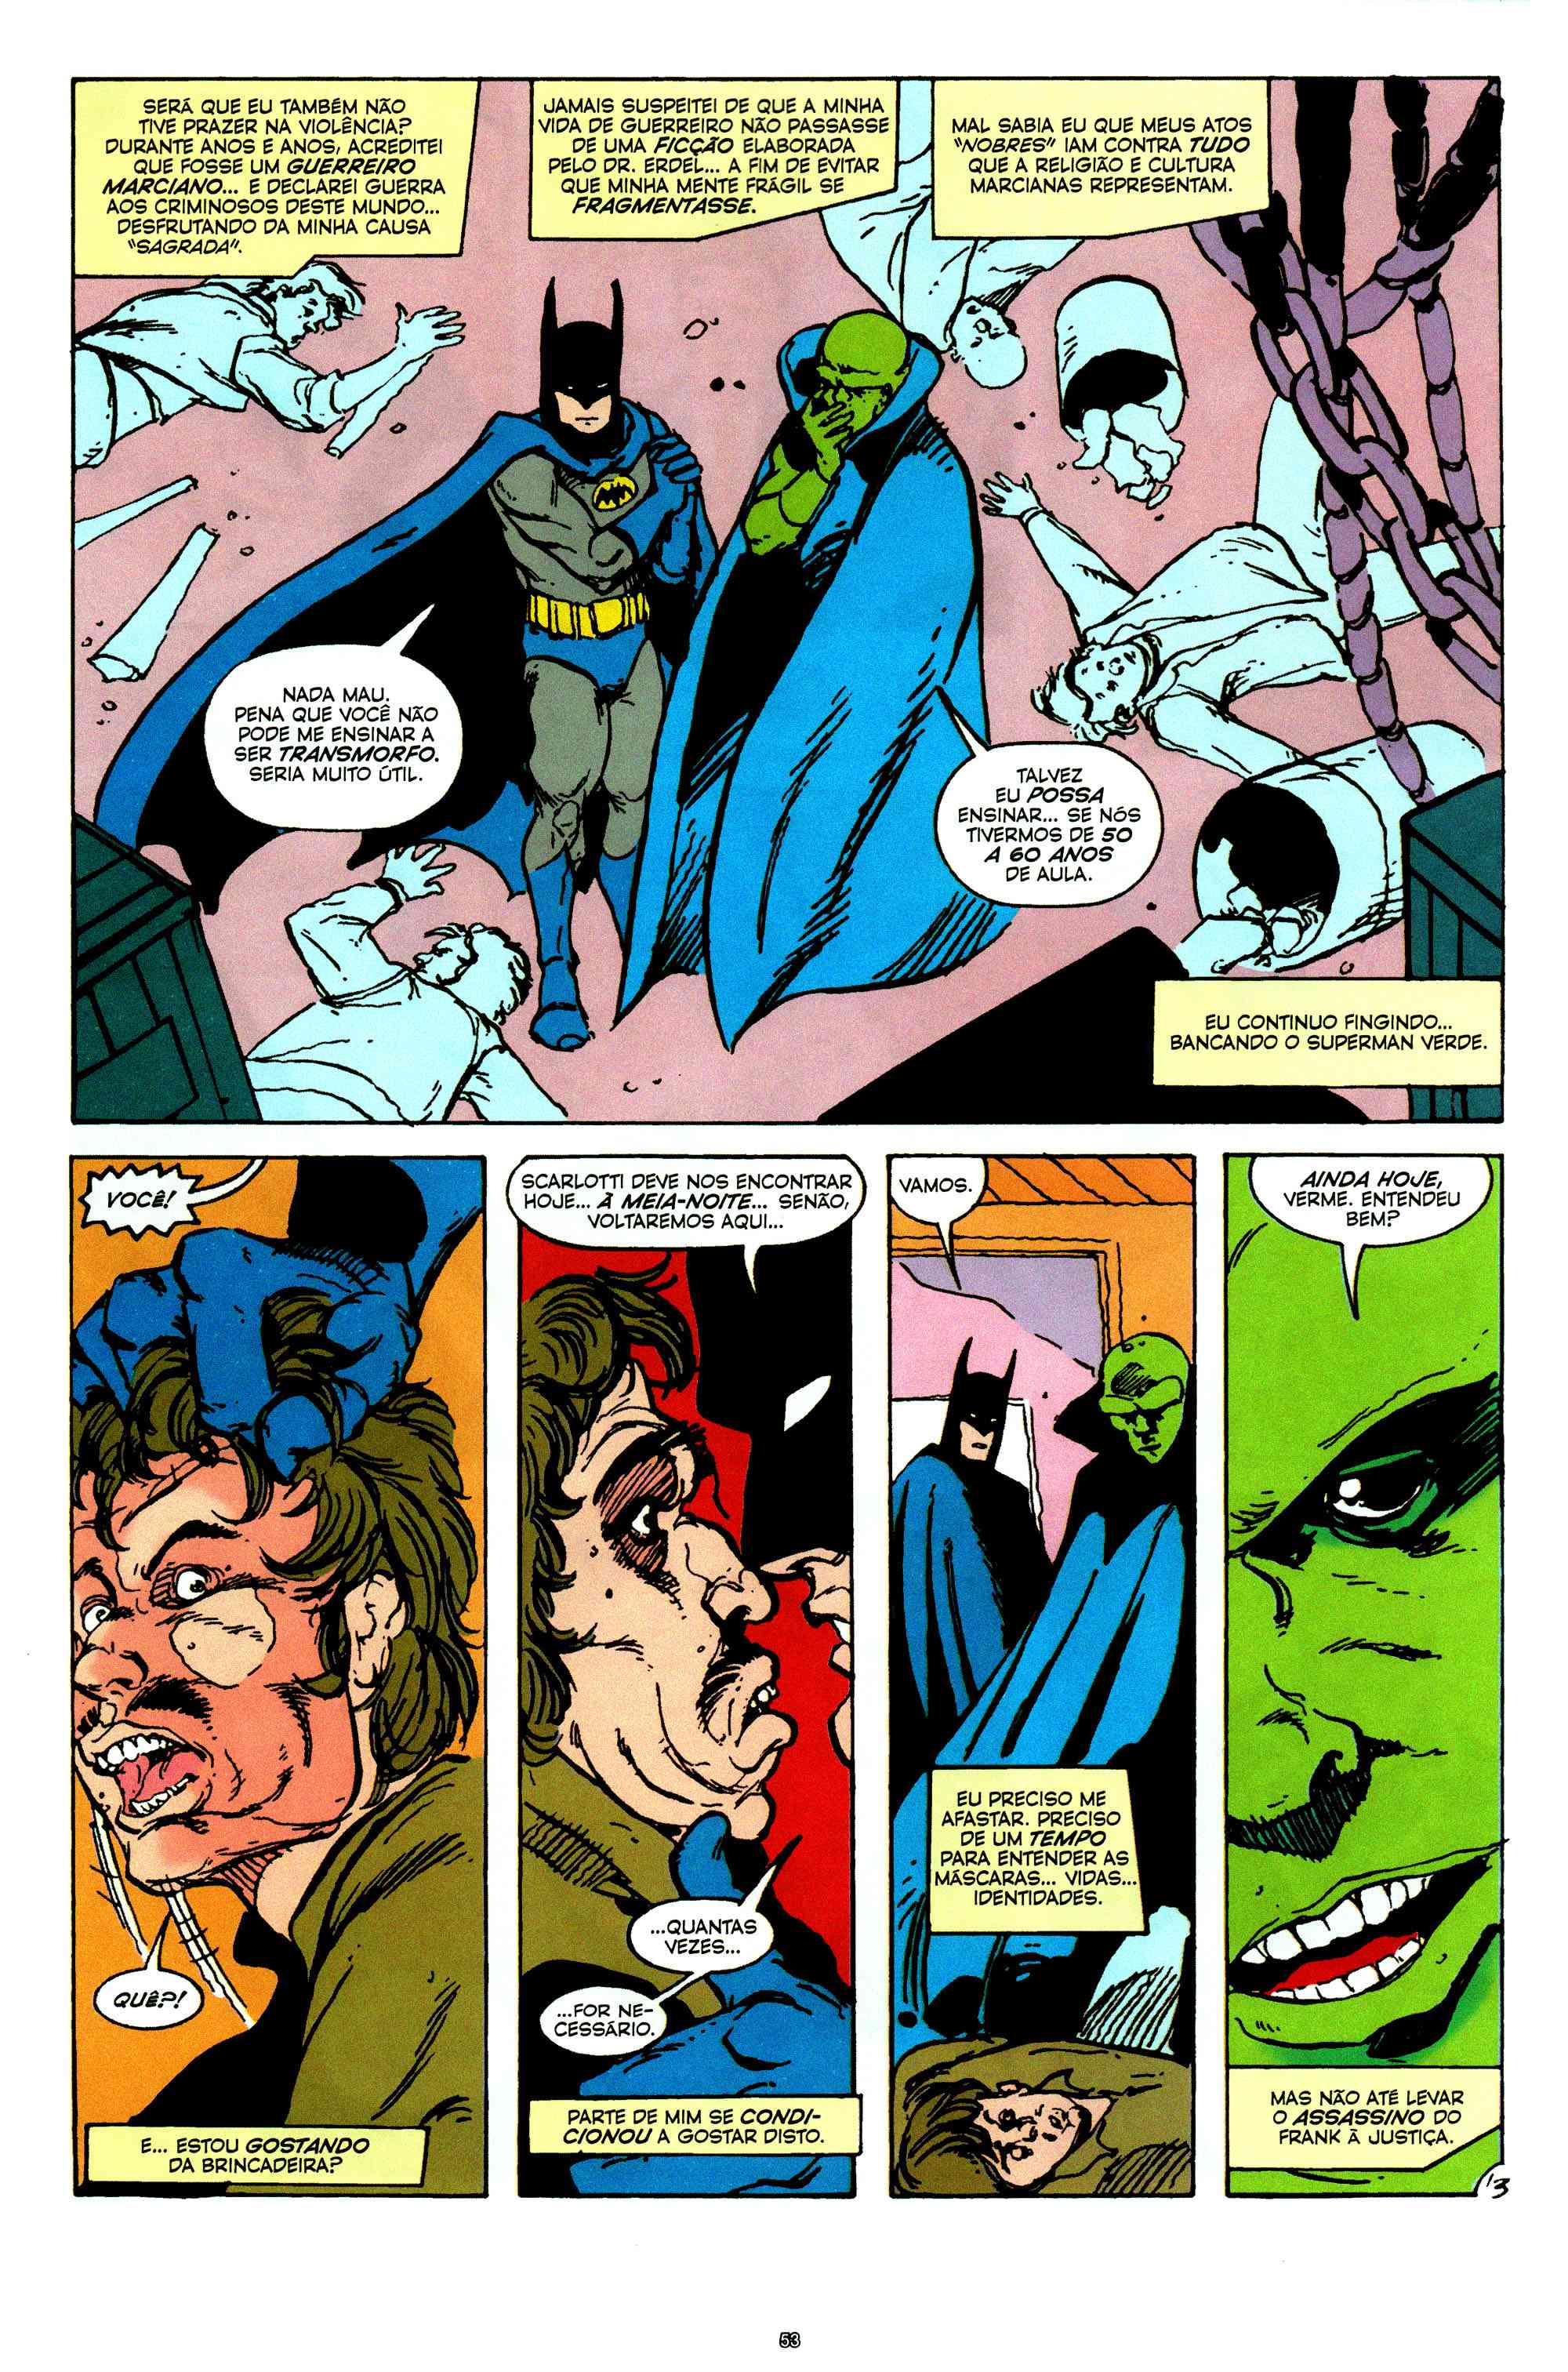 SERÁ QUE EU TAMBÉM NÃO
TIVE PRAZER NA VIOLÊNCIA?
DURANTE ANOS E ANOS, ACREDITEI
QUE FOSSE UM GUERREIRO
MARCIANO... E DECLAREI GUERRA
AOS CRIMINOSOS DESTE MUNDO...
DESFRUTANDO DA MINHA CAUSA
"SAGRADA".
JAMAIS SUSPEITEI DE QUE A MINHA
VIDA DE GUERREIRO NÃO PASSASSE
DE UMA FICÇÃO ELABORADA
PELO DR. ERDEL... A FIM DE EVITAR
QUE MINHA MENTE FRÁGIL SE
FRAGMENTASSE.
MAL SABIA EU QUE MEUS ATOS
"NOBRES" IAM CONTRA TUDO
QUE A RELIGIÃO E CULTURA
MARCIANAS REPRESENTAM.
NADA MAU.
PENA QUE VOCÊ NÃO
PODE ME ENSINAR A
SER TRANSMORFO.
SERIA MUITO ÚTIL.
TALVEZ
EU POSSA
ENSINAR... SE NÓS
TIVERMOS DE 50
A 60 ANOS
DE AULA.
EU CONTINUO FINGINDO...
BANCANDO O SUPERMAN VERDE.
VOCÊ!
QUÊ?!
E... ESTOU GOSTANDO
DA BRINCADEIRA?
SCARLOTTI DEVE NOS ENCONTRAR
HOJE... À MEIA-NOITE... SENÃO,
VOLTAREMOS AQUI...
...QUANTAS
VEZES...
...FOR NE-
CESSÁRIO.
PARTE DE MIM SE CONDI-
CIONOU A GOSTAR DISTO.
VAMOS.
EU PRECISO ME
AFASTAR. PRECISO
DE UM TEMPO
PARA ENTENDER AS
MÁSCARAS... VIDAS...
IDENTIDADES.
AINDA HOJE,
VERME. ENTENDEU
BEM?
MAS NÃO ATÉ LEVAR
O ASSASSINO DO
FRANK À JUSTIÇA.
13
53